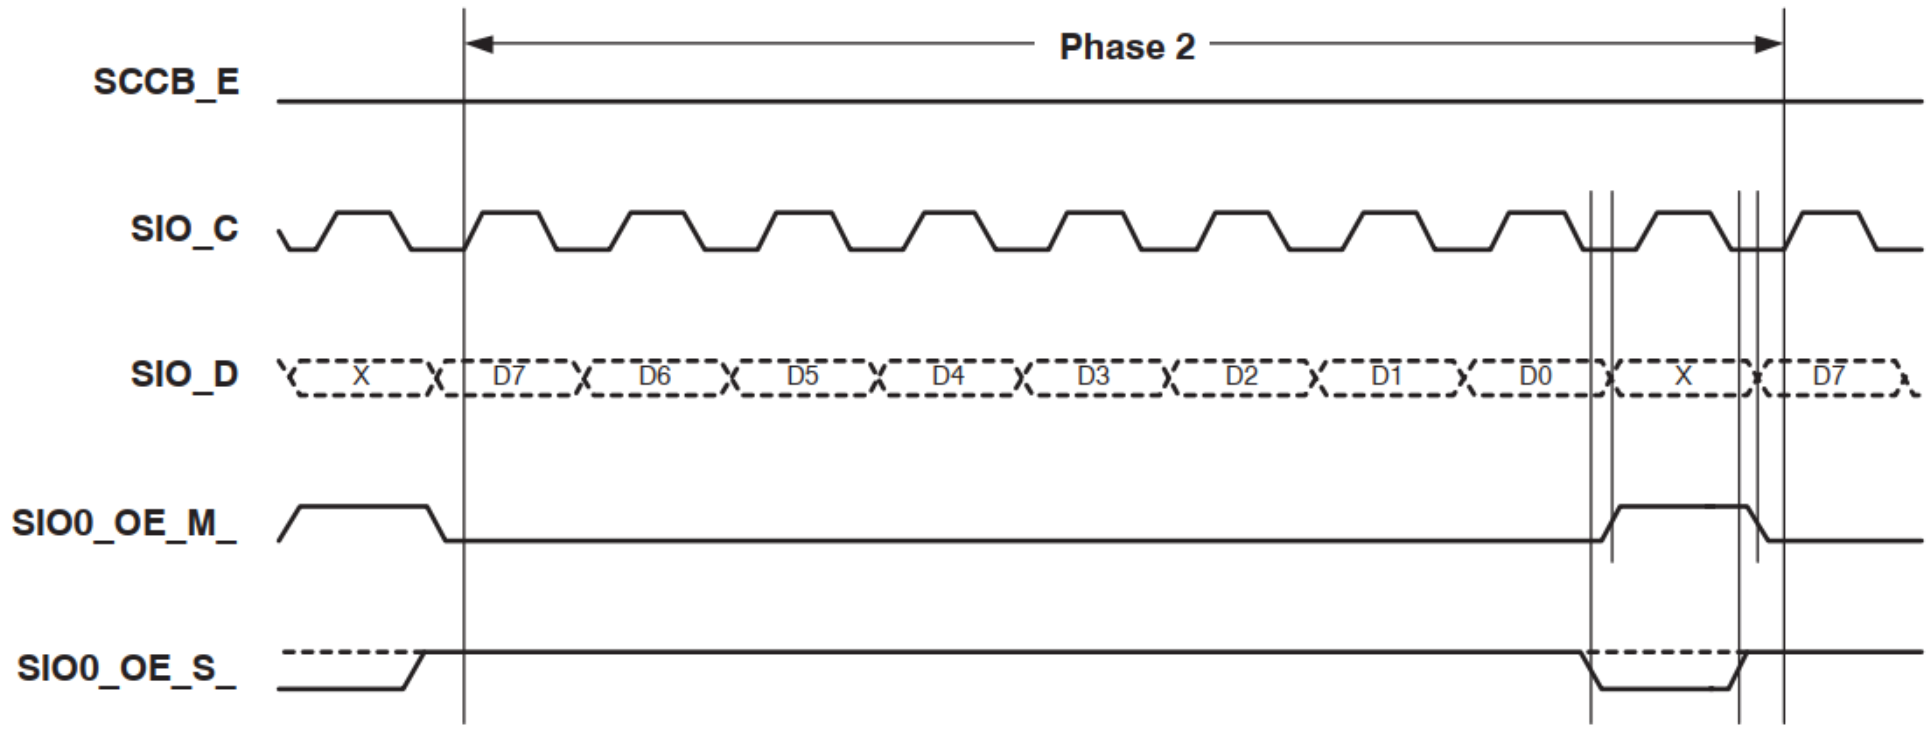 Phase 2
SCCB_E
SIO_C
SIO_D X D7 D6 D5 D4 D3 D2 D1 D0 X D7
SIO0_OE_M_
SIO0_OE_S_